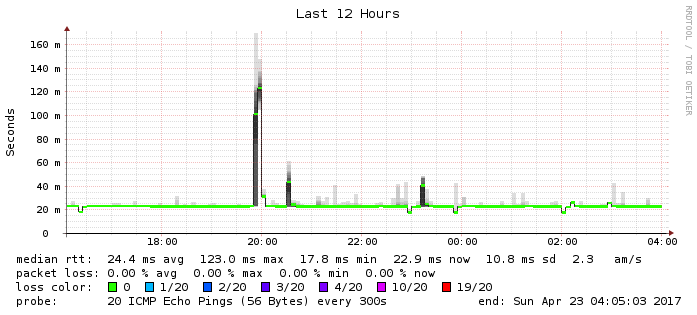 Last 12 Hours
RRDTOOL / TOBI OETIKER
Seconds
160 m
140 m
120 m
100 m
80 m
60 m
40 m
20 m
0
18:00 20:00 22:00 00:00 02:00 04:00
median rtt: 24.4 ms avg 123.0 ms max 17.8 ms min 22.9 ms now 10.8 ms sd 2.3 am/s
packet loss: 0.00 % avg 0.00 % max 0.00 % min 0.00 % now
loss color: 0 1/20 2/20 3/20 4/20 10/20 19/20
probe: 20 ICMP Echo Pings (56 Bytes) every 300s end: Sun Apr 23 04:05:03 2017